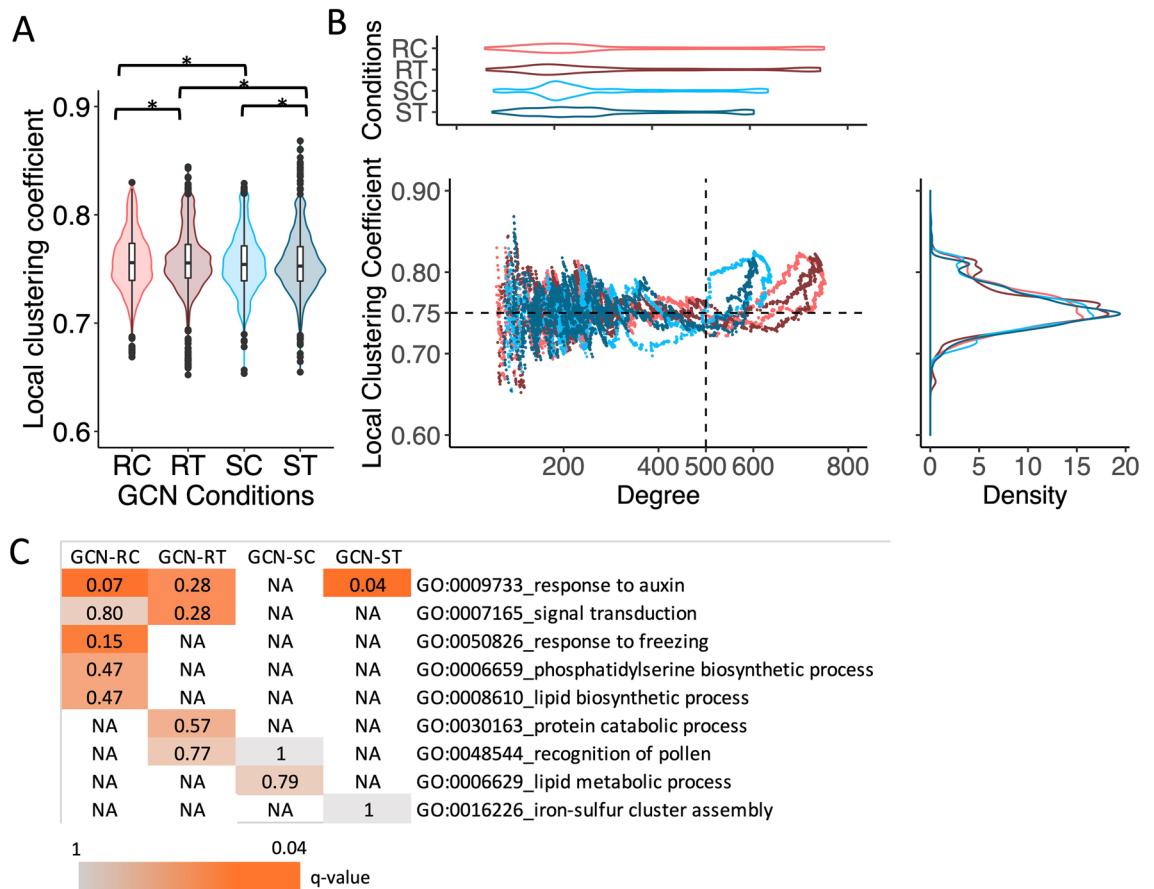 A
B
*
*
*
*
Local clustering coefficient
0.9
0.8
0.7
0.6
RC RT SC ST
GCN Conditions
Conditions
RC
RT
SC
ST
Local Clustering Coefficient
0.90
0.80
0.75
0.70
0.60
200 400 500 600 800
Degree
0 5 10 15 20
Density
C
GCN-RC GCN-RT GCN-SC GCN-ST
0.07 0.28 NA 0.04 GO:0009733_response to auxin
0.80 0.28 NA NA GO:0007165_signal transduction
0.15 NA NA NA GO:0050826_response to freezing
0.47 NA NA NA GO:0006659_phosphatidylserine biosynthetic process
0.47 NA NA NA GO:0008610_lipid biosynthetic process
NA 0.57 NA NA GO:0030163_protein catabolic process
NA 0.77 1 NA GO:0048544_recognition of pollen
NA NA 0.79 NA GO:0006629_lipid metabolic process
NA NA NA 1 GO:0016226_iron-sulfur cluster assembly
1 0.04
q-value